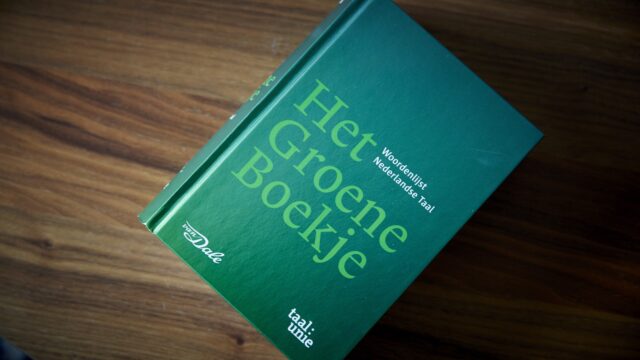 Het
Groene
Boekje
Woordenlijst
Nederlandse Taal
van
Dale
taal:
unie